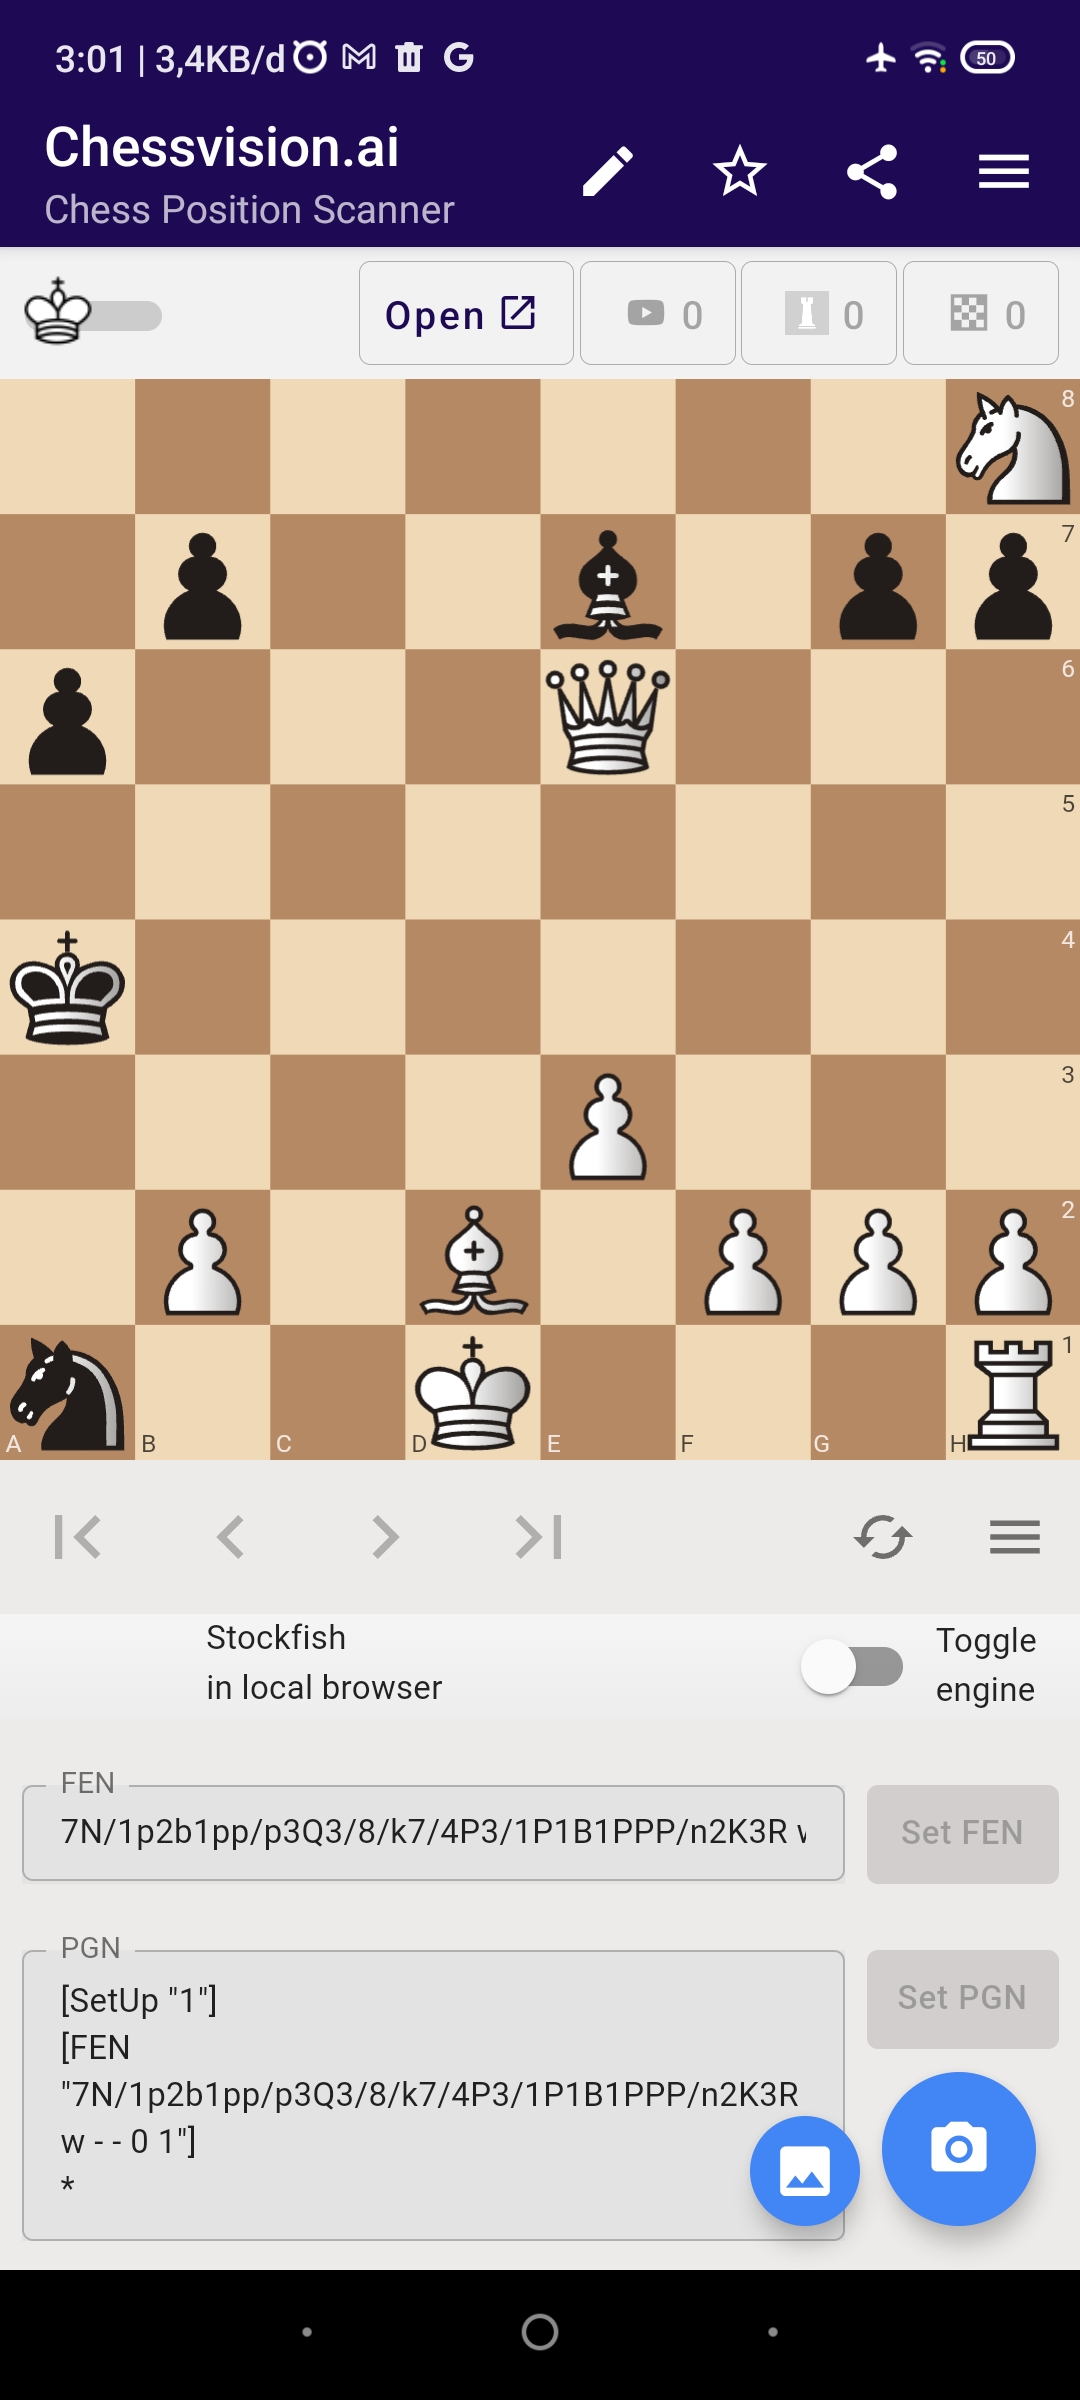 3:01 | 3,4KB/d
50
Chessvision.ai
Chess Position Scanner
Open
0
0
0
8
7
6
5
4
3
2
1
A B C D E F G H
Stockfish
in local browser
Toggle
engine
FEN
7N/1p2b1pp/p3Q3/8/k7/4P3/1P1B1PPP/n2K3R
Set FEN
PGN
[SetUp "1"]
[FEN
"7N/1p2b1pp/p3Q3/8/k7/4P3/1P1B1PPP/n2K3R
w - - 0 1"]
*
Set PGN